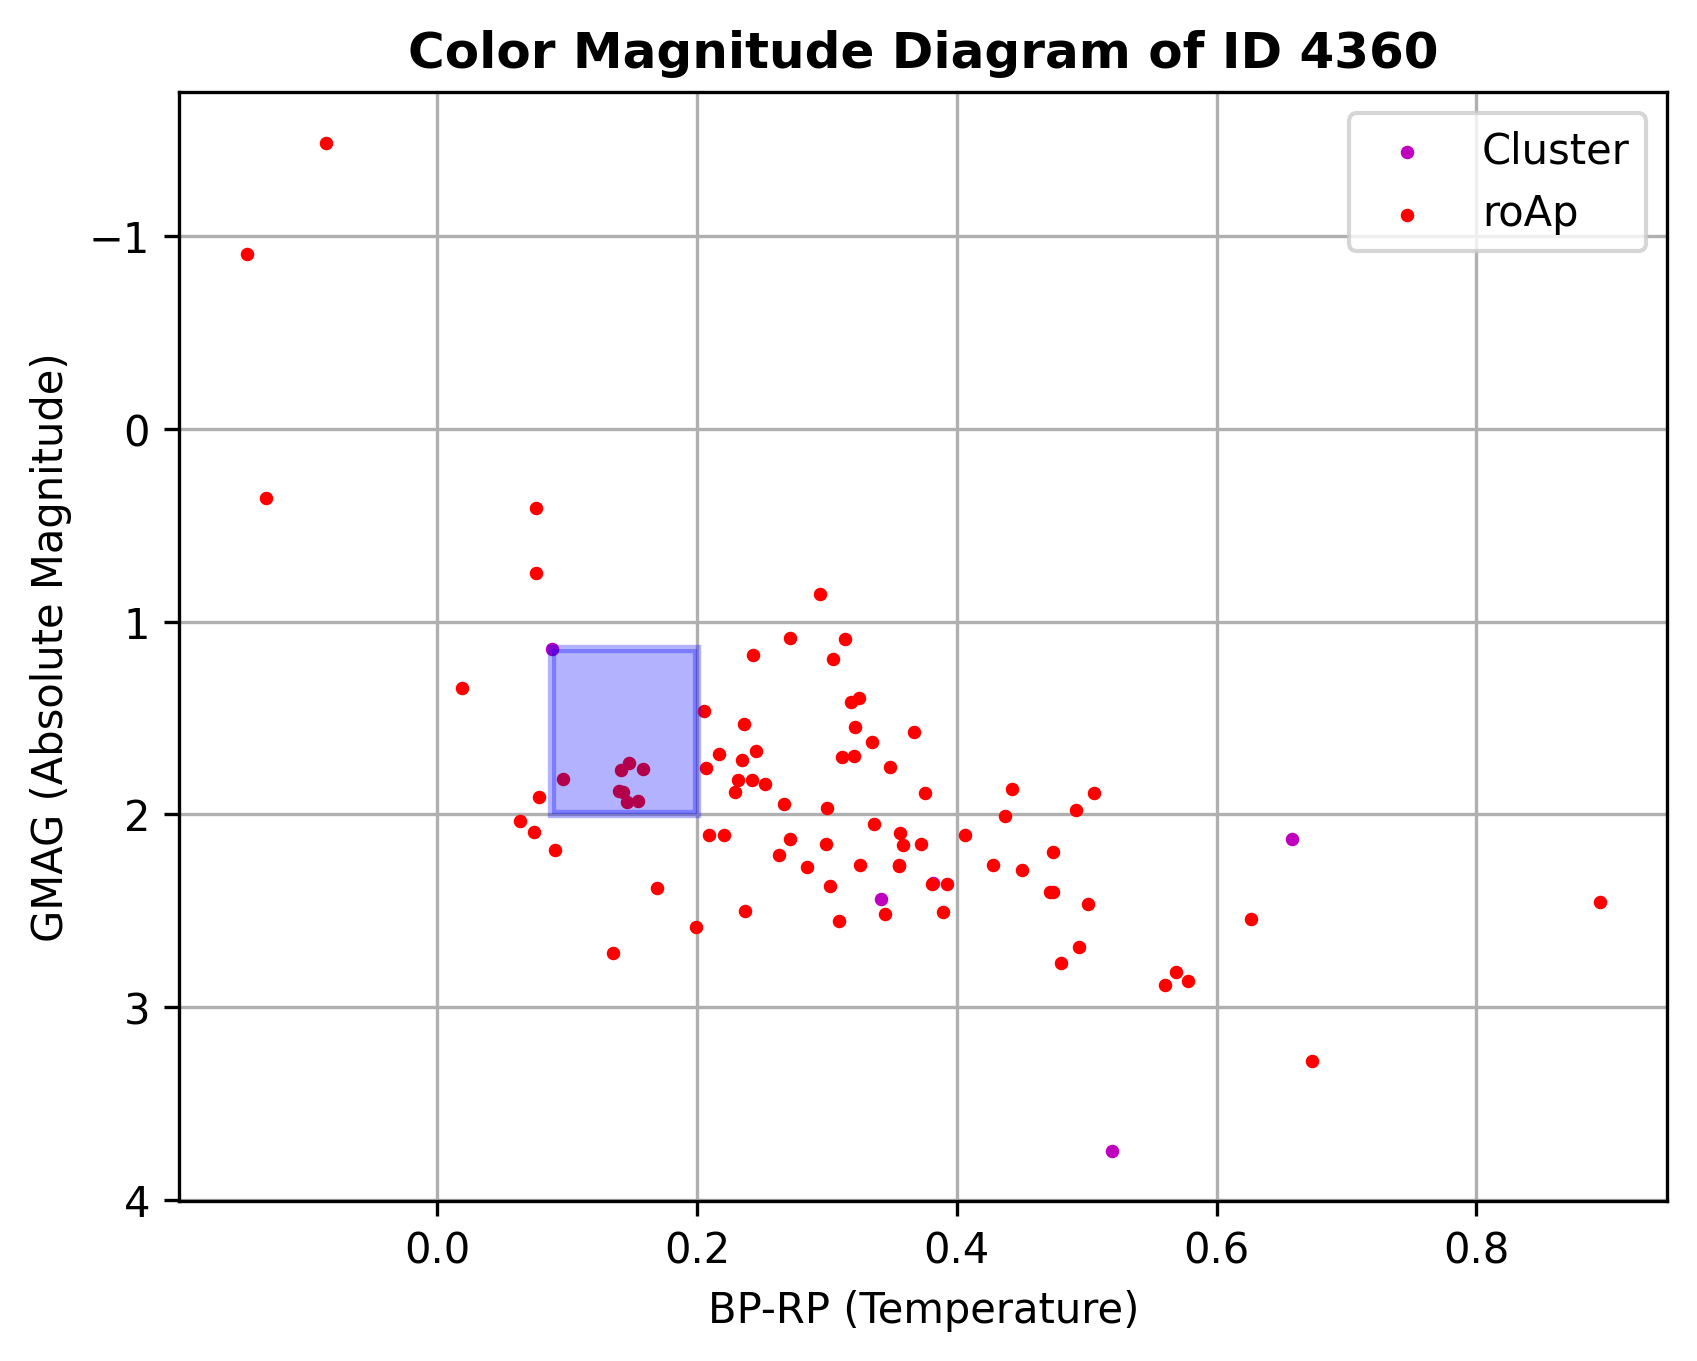 Color Magnitude Diagram of ID 4360
Cluster
roAp
GMAG (Absolute Magnitude)
−1
0
1
2
3
4
0.0 0.2 0.4 0.6 0.8
BP-RP (Temperature)